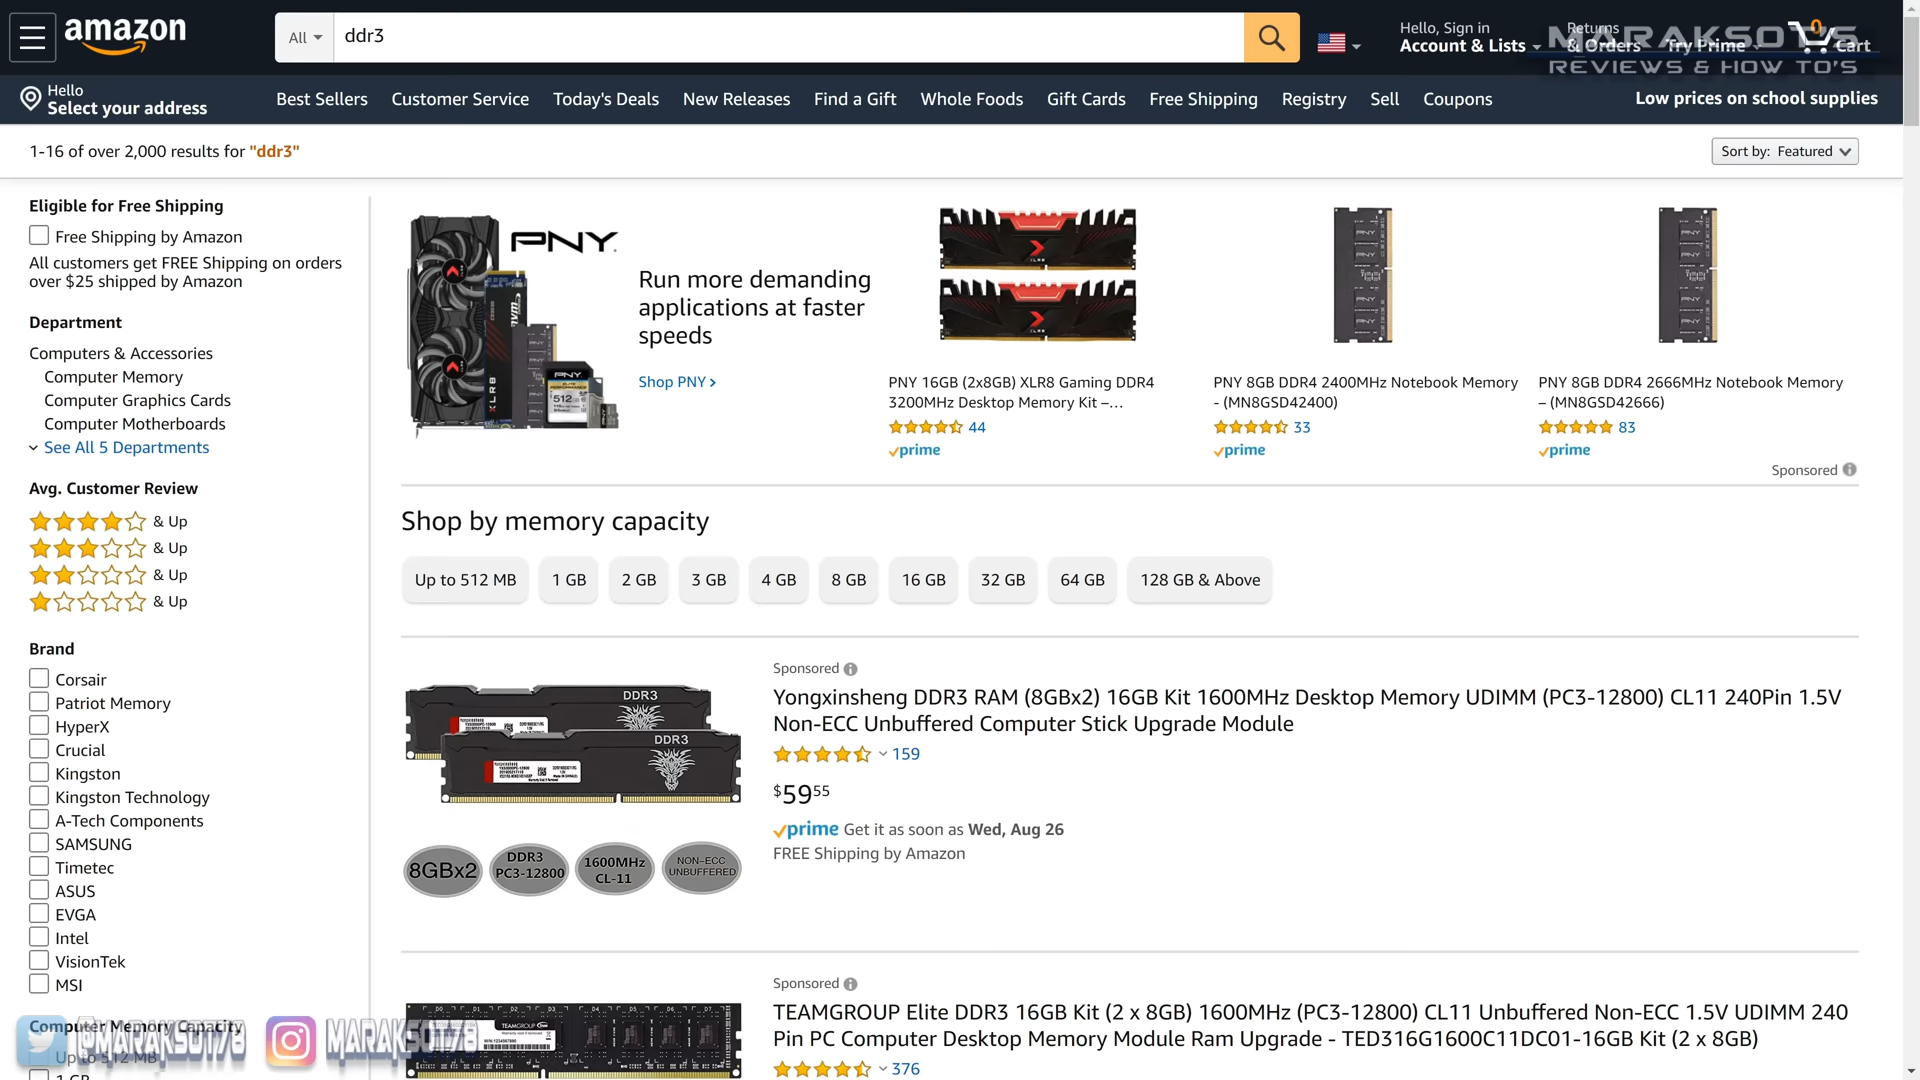 amazon
All
ddr3
Hello, Sign in
Account & Lists
Returns
& Orders
Try Prime
0
Cart
MARAKSOT'S
REVIEWS & HOW TO'S
Hello
Select your address
Best Sellers
Customer Service
Today's Deals
New Releases
Find a Gift
Whole Foods
Gift Cards
Free Shipping
Registry
Sell
Coupons
Low prices on school supplies
1-16 of over 2,000 results for "ddr3"
Sort by: Featured
Eligible for Free Shipping
Free Shipping by Amazon
All customers get FREE Shipping on orders
over $25 shipped by Amazon
Department
Computers & Accessories
Computer Memory
Computer Graphics Cards
Computer Motherboards
See All 5 Departments
Avg. Customer Review
& Up
& Up
& Up
& Up
Brand
Corsair
Patriot Memory
HyperX
Crucial
Kingston
Kingston Technology
A-Tech Components
SAMSUNG
Timetec
ASUS
EVGA
Intel
VisionTek
MSI
Computer Memory Capacity
Up to 512 MB
1 GB
@MARAKSOT78
MARAKSOT78
PNY
XLR8
PNY
512
Run more demanding
applications at faster
speeds
Shop PNY
PNY 16GB (2x8GB) XLR8 Gaming DDR4
3200MHz Desktop Memory Kit –...
44
prime
PNY 8GB DDR4 2400MHz Notebook Memory
- (MN8GSD42400)
33
prime
PNY 8GB DDR4 2666MHz Notebook Memory
– (MN8GSD42666)
83
prime
Sponsored
Shop by memory capacity
Up to 512 MB
1 GB
2 GB
3 GB
4 GB
8 GB
16 GB
32 GB
64 GB
128 GB & Above
DDR3
DDR3
8GBx2
DDR3
PC3-12800
1600MHz
CL-11
NON-ECC
UNBUFFERED
Sponsored
Yongxinsheng DDR3 RAM (8GBx2) 16GB Kit 1600MHz Desktop Memory UDIMM (PC3-12800) CL11 240Pin 1.5V
Non-ECC Unbuffered Computer Stick Upgrade Module
159
$59 55
prime Get it as soon as Wed, Aug 26
FREE Shipping by Amazon
TEAMGROUP
Sponsored
TEAMGROUP Elite DDR3 16GB Kit (2 x 8GB) 1600MHz (PC3-12800) CL11 Unbuffered Non-ECC 1.5V UDIMM 240
Pin PC Computer Desktop Memory Module Ram Upgrade - TED316G1600C11DC01-16GB Kit (2 x 8GB)
376